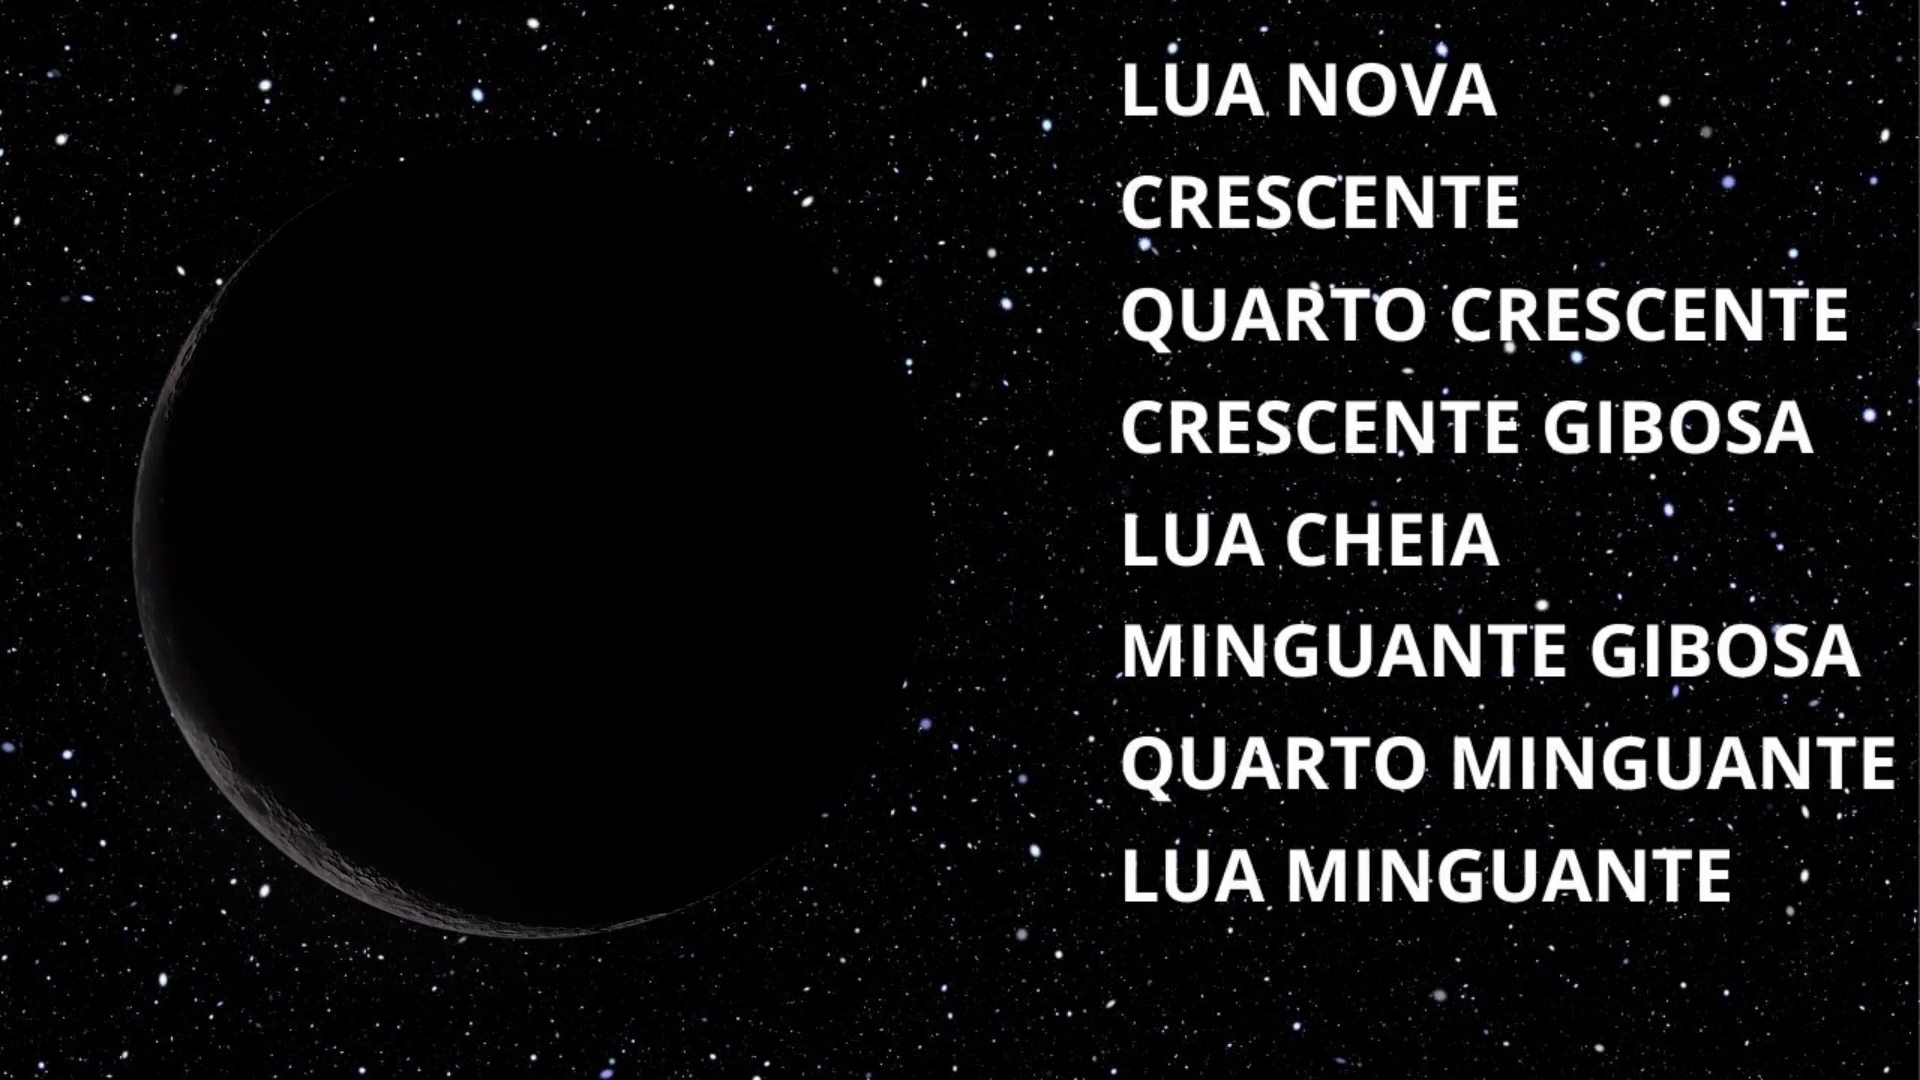 LUA NOVA
CRESCENTE
QUARTO CRESCENTE
CRESCENTE GIBOSA
LUA CHEIA
MINGUANTE GIBOSA
QUARTO MINGUANTE
LUA MINGUANTE